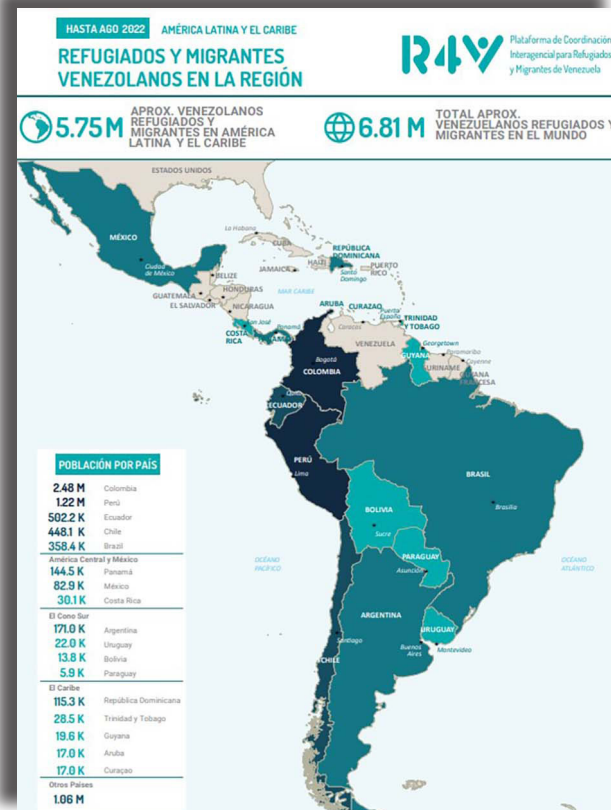 HASTA AGO 2022 AMÉRICA LATINA Y EL CARIBE
REFUGIADOS Y MIGRANTES
VENEZOLANOS EN LA REGIÓN
R4V
Plataforma de Coordinación
Interagencial para Refugiados
y Migrantes de Venezuela
5.75 M
APROX. VENEZOLANOS
REFUGIADOS Y
MIGRANTES EN AMÉRICA
LATINA Y EL CARIBE
6.81 M
TOTAL APROX.
VENEZUELANOS REFUGIADOS Y
MIGRANTES EN EL MUNDO
ESTADOS UNIDOS
MÉXICO
Ciudad
de México
La Habana
CUBA
BELIZE
JAMAICA
HAITÍ
REPÚBLICA
DOMINICANA
Santo
Domingo
PUERTO
RICO
GUATEMALA
HONDURAS
EL SALVADOR
NICARAGUA
MAR CARIBE
San José
COSTA
RICA
Panamá
PANAMÁ
ARUBA
CURAZAO
Puerto
España
TRINIDAD
Y TOBAGO
Caracas
VENEZUELA
Georgetown
GUYANA
Paramaribo
SURINAME
Cayenne
GUYANA
FRANCESA
Bogotá
COLOMBIA
Quito
ECUADOR
PERÚ
Lima
BRASIL
Brasilia
BOLIVIA
Sucre
PARAGUAY
Asunción
OCÉANO
PACÍFICO
OCÉANO
ATLÁNTICO
ARGENTINA
URUGUAY
Santiago
Buenos
Aires
Montevideo
CHILE
POBLACIÓN POR PAÍS
2.48 M Colombia
1.22 M Perú
502.2 K Ecuador
448.1 K Chile
358.4 K Brazil
América Central y México
144.5 K Panamá
82.9 K México
30.1 K Costa Rica
El Cono Sur
171.0 K Argentina
22.0 K Uruguay
13.8 K Bolivia
5.9 K Paraguay
El Caribe
115.3 K República Dominicana
28.5 K Trinidad y Tobago
19.6 K Guyana
17.0 K Aruba
17.0 K Curaçao
Otros Países
1.06 M